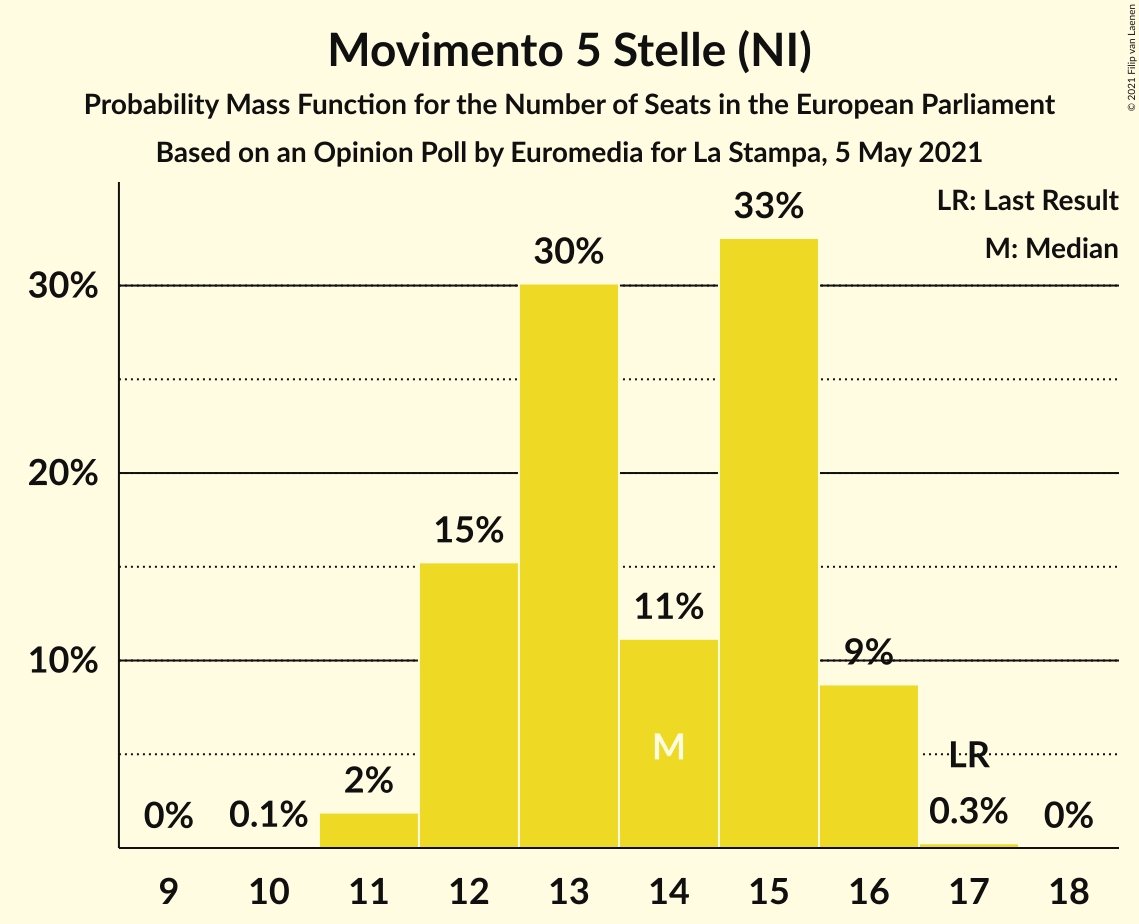 Movimento 5 Stelle (NI)
Probability Mass Function for the Number of Seats in the European Parliament
Based on an Opinion Poll by Euromedia for La Stampa, 5 May 2021
© 2021 Filip van Laenen
LR: Last Result
M: Median
30%
20%
10%
0%
0.1%
2%
15%
30%
11%
M
33%
9%
LR
0.3%
0%
9 10 11 12 13 14 15 16 17 18